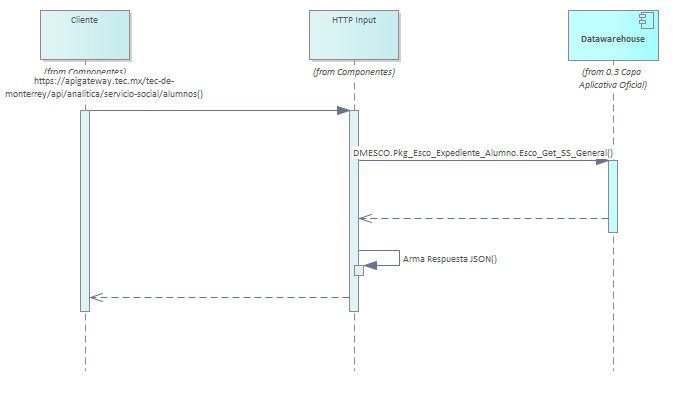 Cliente
HTTP Input
Datawarehouse
(from Componentes)
(from Componentes)
(from 0.3 Capa
Aplicativa Oficial)
https://apigateway.tec.mx/tec-de-
monterrey/api/analitica/servicio-social/alumnos()
DMESCO.Pkg_Esco_Expediente_Alumno.Esco_Get_SS_General()
Arma Respuesta JSON()